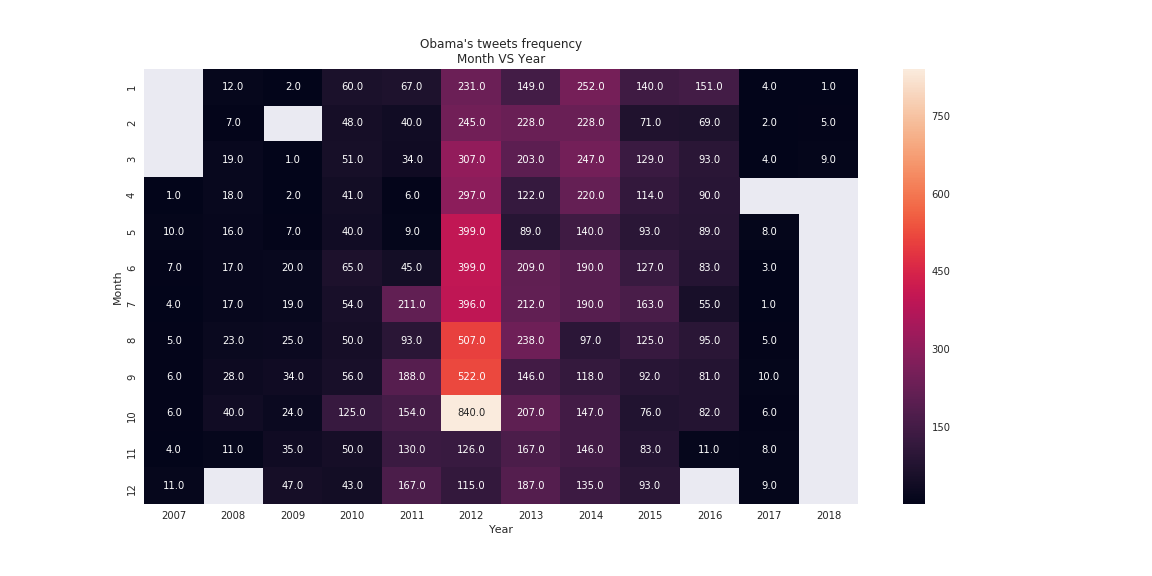 Obama's tweets frequency
Month VS Year
1 12.0 2.0 60.0 67.0 231.0 149.0 252.0 140.0 151.0 4.0 1.0
2 7.0 48.0 40.0 245.0 228.0 228.0 71.0 69.0 2.0 5.0
3 19.0 1.0 51.0 34.0 307.0 203.0 247.0 129.0 93.0 4.0 9.0
4 1.0 18.0 2.0 41.0 6.0 297.0 122.0 220.0 114.0 90.0
5 10.0 16.0 7.0 40.0 9.0 399.0 89.0 140.0 93.0 89.0 8.0
6 7.0 17.0 20.0 65.0 45.0 399.0 209.0 190.0 127.0 83.0 3.0
7 4.0 17.0 19.0 54.0 211.0 396.0 212.0 190.0 163.0 55.0 1.0
8 5.0 23.0 25.0 50.0 93.0 507.0 238.0 97.0 125.0 95.0 5.0
9 6.0 28.0 34.0 56.0 188.0 522.0 146.0 118.0 92.0 81.0 10.0
10 6.0 40.0 24.0 125.0 154.0 840.0 207.0 147.0 76.0 82.0 6.0
11 4.0 11.0 35.0 50.0 130.0 126.0 167.0 146.0 83.0 11.0 8.0
12 11.0 47.0 43.0 167.0 115.0 187.0 135.0 93.0 9.0
2007 2008 2009 2010 2011 2012 2013 2014 2015 2016 2017 2018
Year
Month
750
600
450
300
150